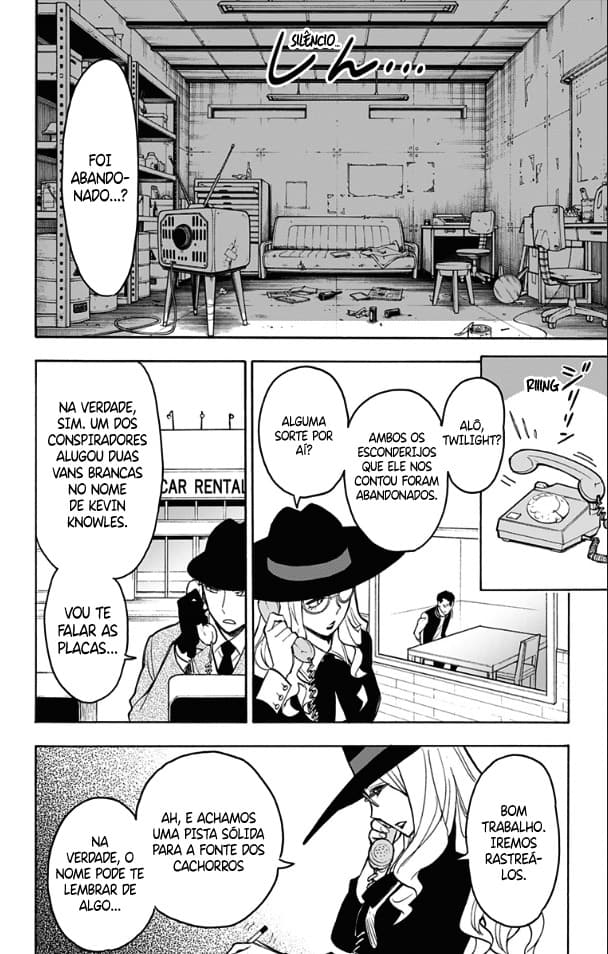 SILÊNCIO...
しん...
FOI
ABANDO-
NADO...?
RIIING
ALÔ,
TWILIGHT?
AMBOS OS
ESCONDERIJOS
QUE ELE NOS
CONTOU FORAM
ABANDONADOS.
ALGUMA
SORTE POR
AÍ?
CAR RENTAL
NA VERDADE,
SIM. UM DOS
CONSPIRADORES
ALUGOU DUAS
VANS BRANCAS
NO NOME
DE KEVIN
KNOWLES.
VOU TE
FALAR AS
PLACAS...
BOM
TRABALHO.
IREMOS
RASTREÁ-
LOS.
AH, E ACHAMOS
UMA PISTA SÓLIDA
PARA A FONTE DOS
CACHORROS
NA
VERDADE, O
NOME PODE TE
LEMBRAR DE
ALGO...